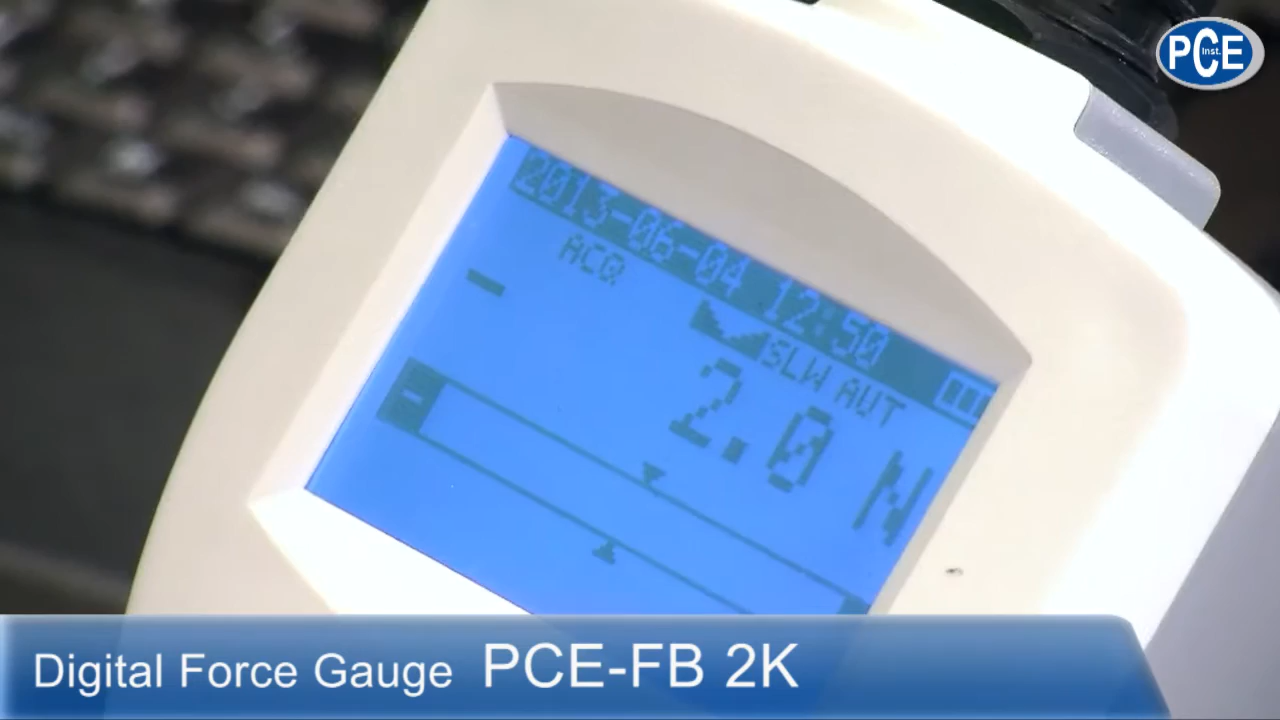 PCE
Inst.
2013-06-04 12:50
ACQ
SLW AUT
- 2.0 N
Digital Force Gauge PCE-FB 2K